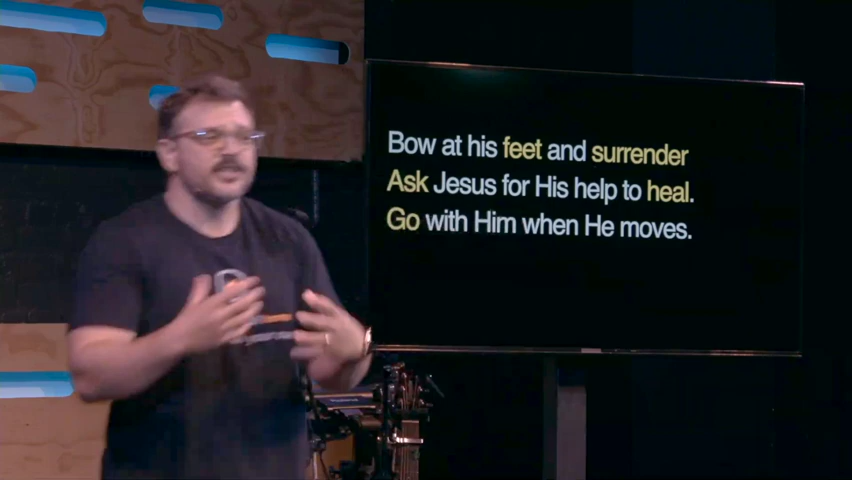 Bow at his feet and surrender
Ask Jesus for His help to heal.
Go with Him when He moves.